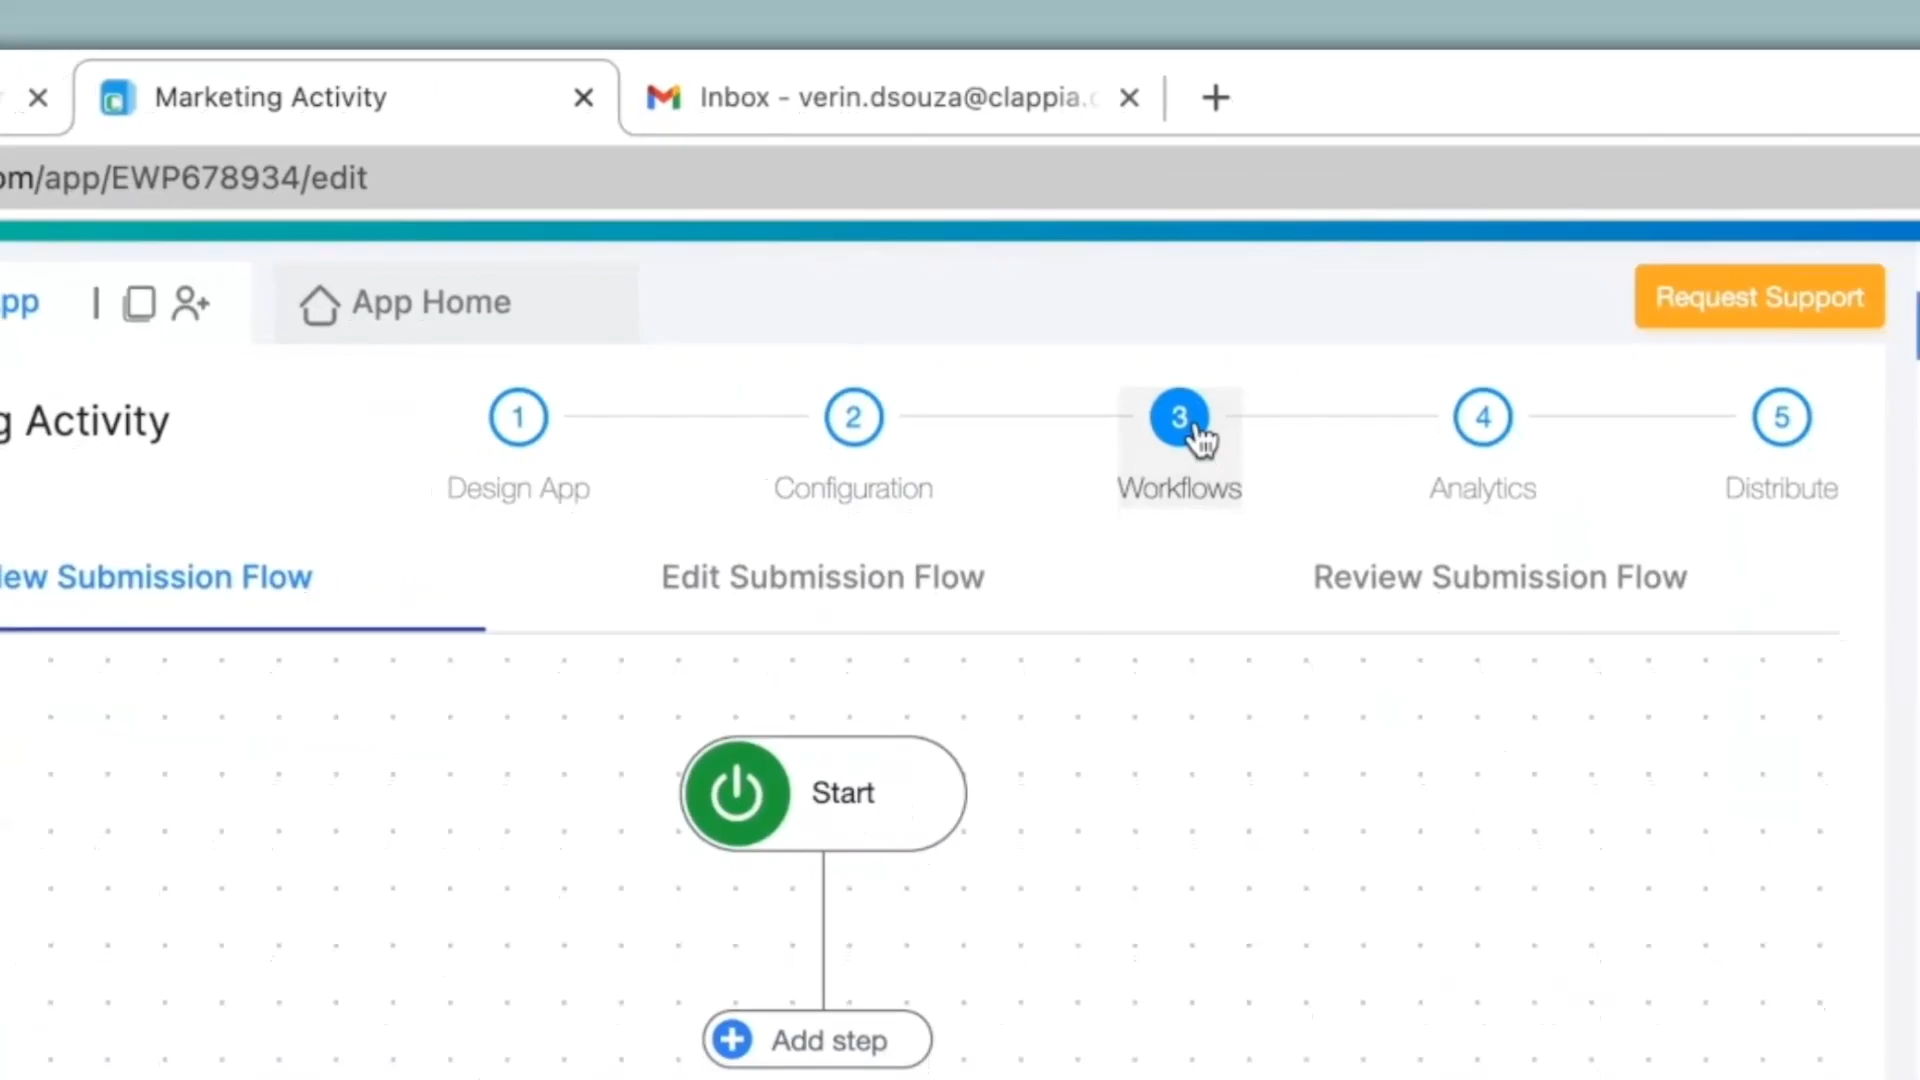 Marketing Activity
Inbox - verin.dsouza@clappia.
om/app/EWP678934/edit
pp
App Home
Request Support
g Activity
1
2
3
4
5
Design App
Configuration
Workflows
Analytics
Distribute
ew Submission Flow
Edit Submission Flow
Review Submission Flow
Start
Add step